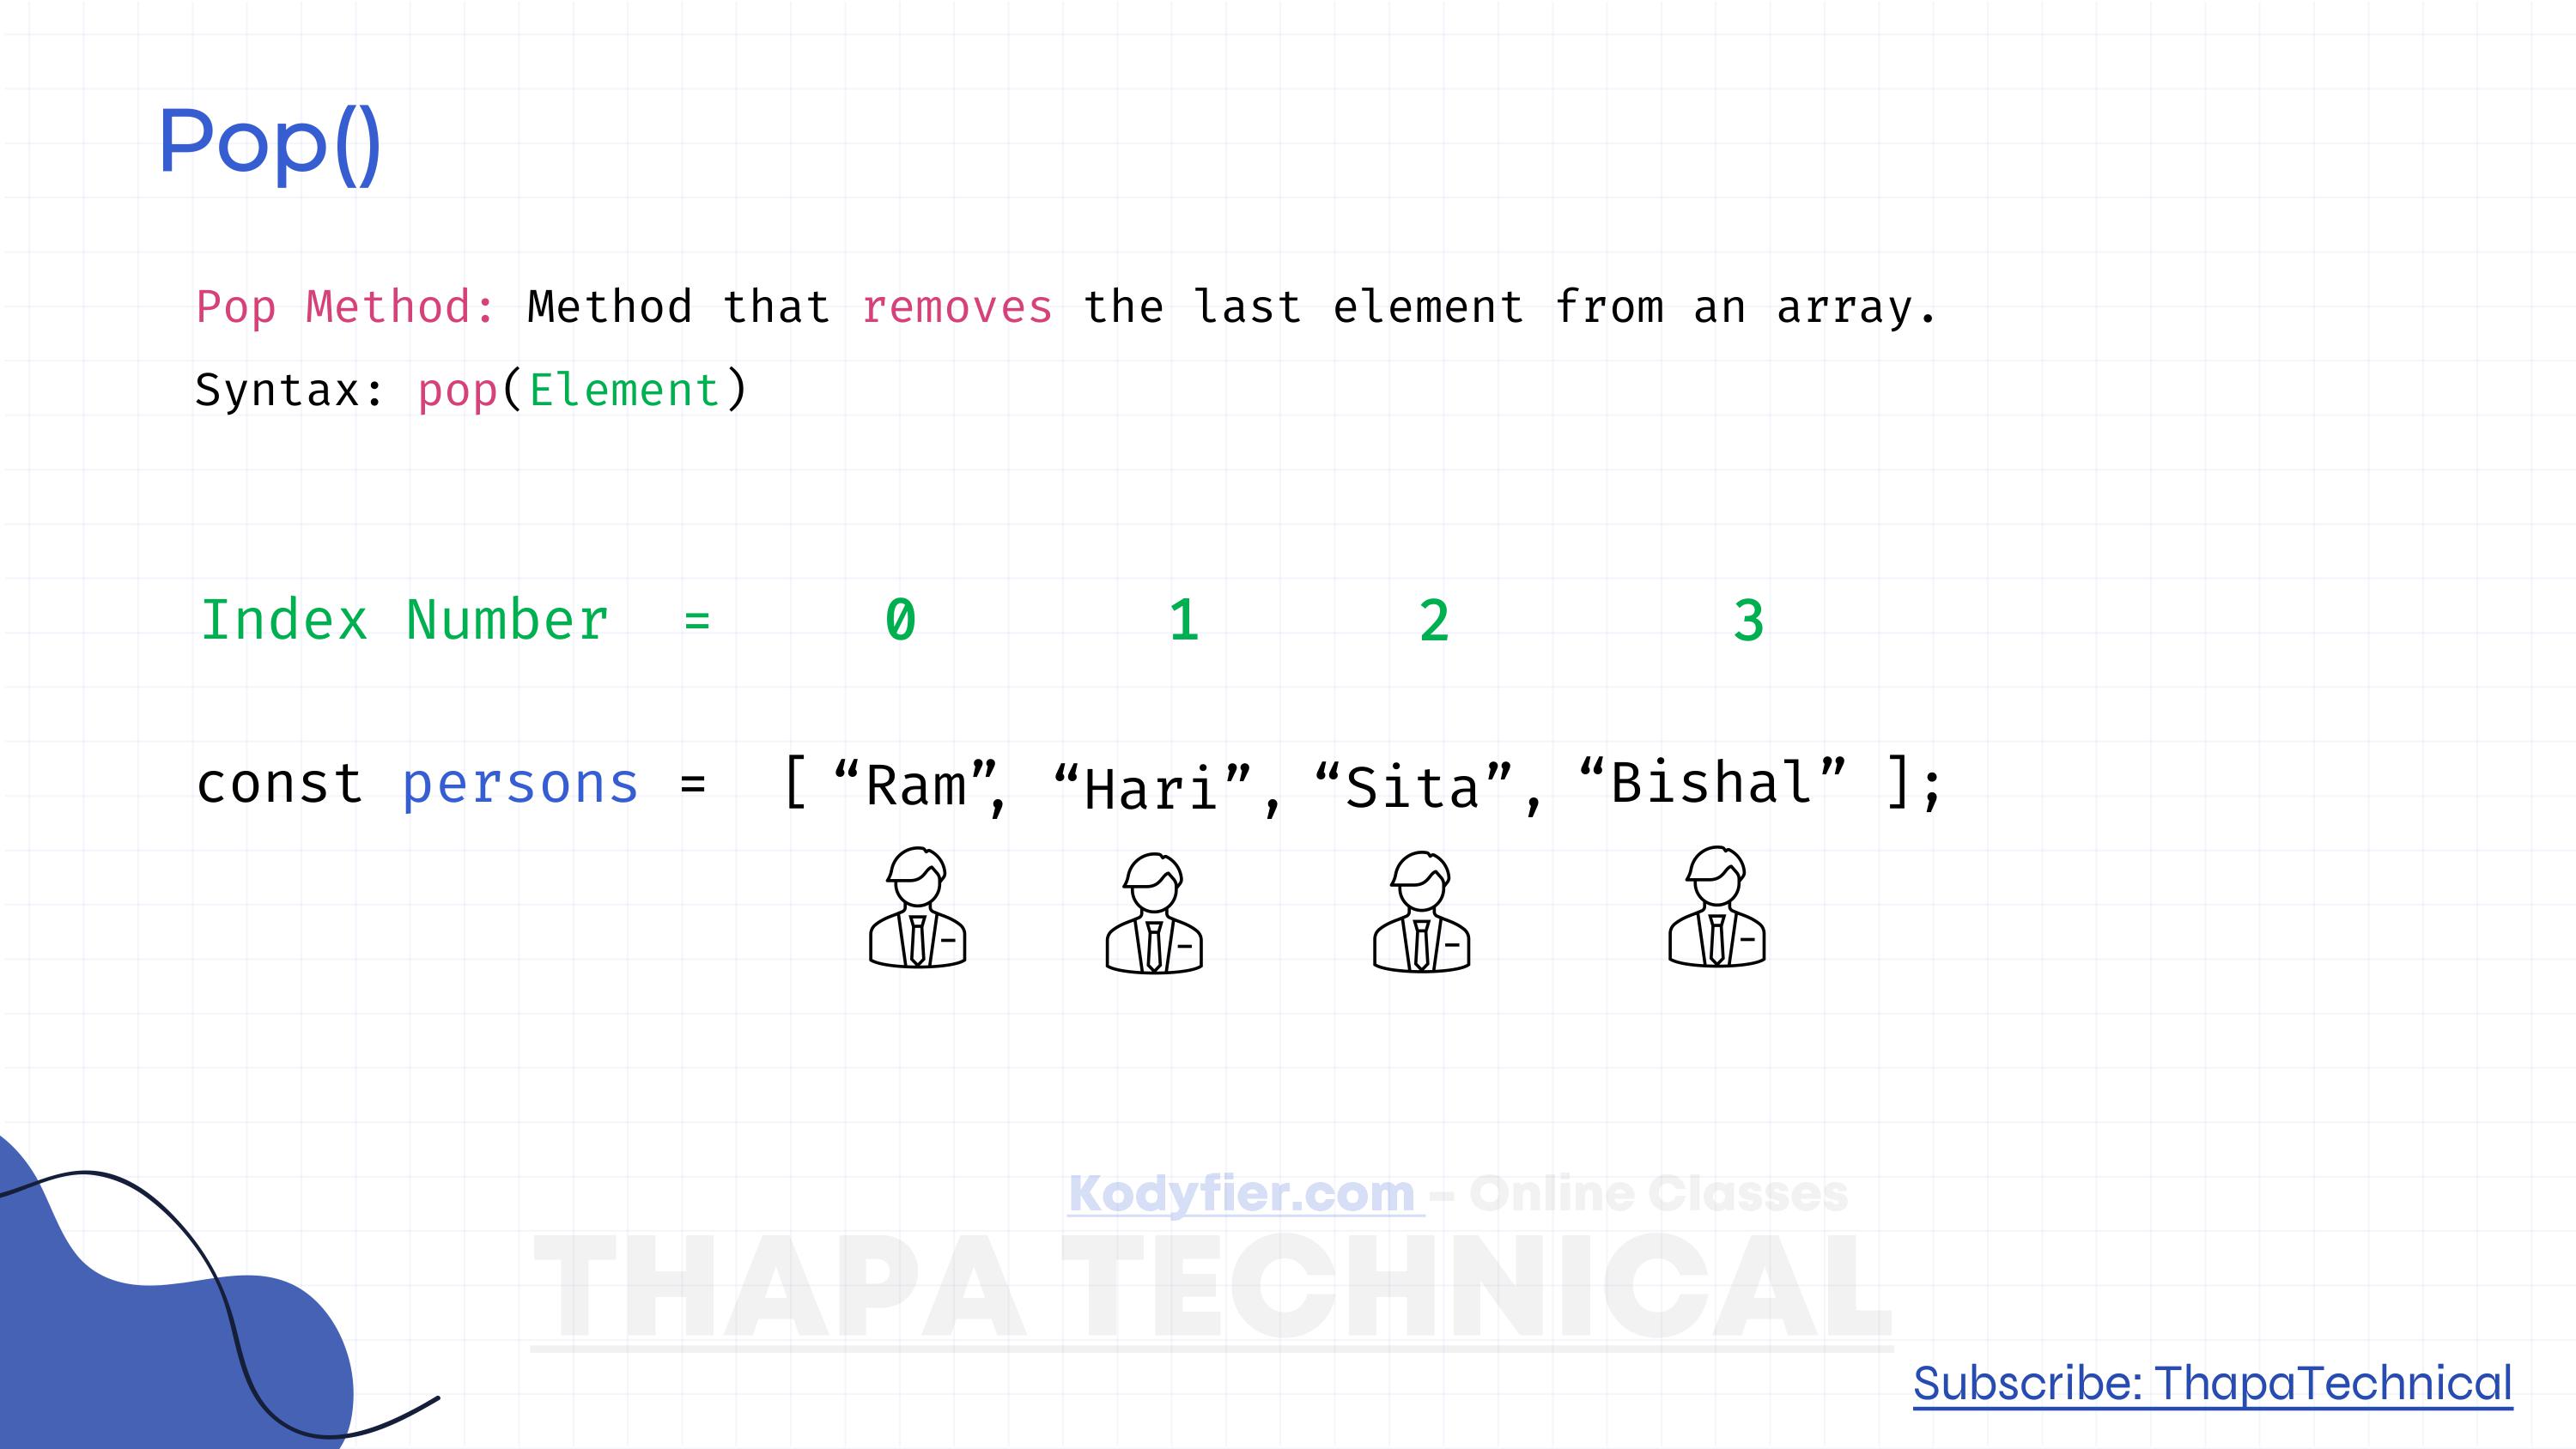 Pop()
Pop Method: Method that removes the last element from an array.
Syntax: pop(Element)
Index Number = 0 1 2 3
const persons = [ “Ram”, “Hari”, “Sita”, “Bishal” ];
Kodyfier.com - Online Classes
THAPA TECHNICAL
Subscribe: ThapaTechnical